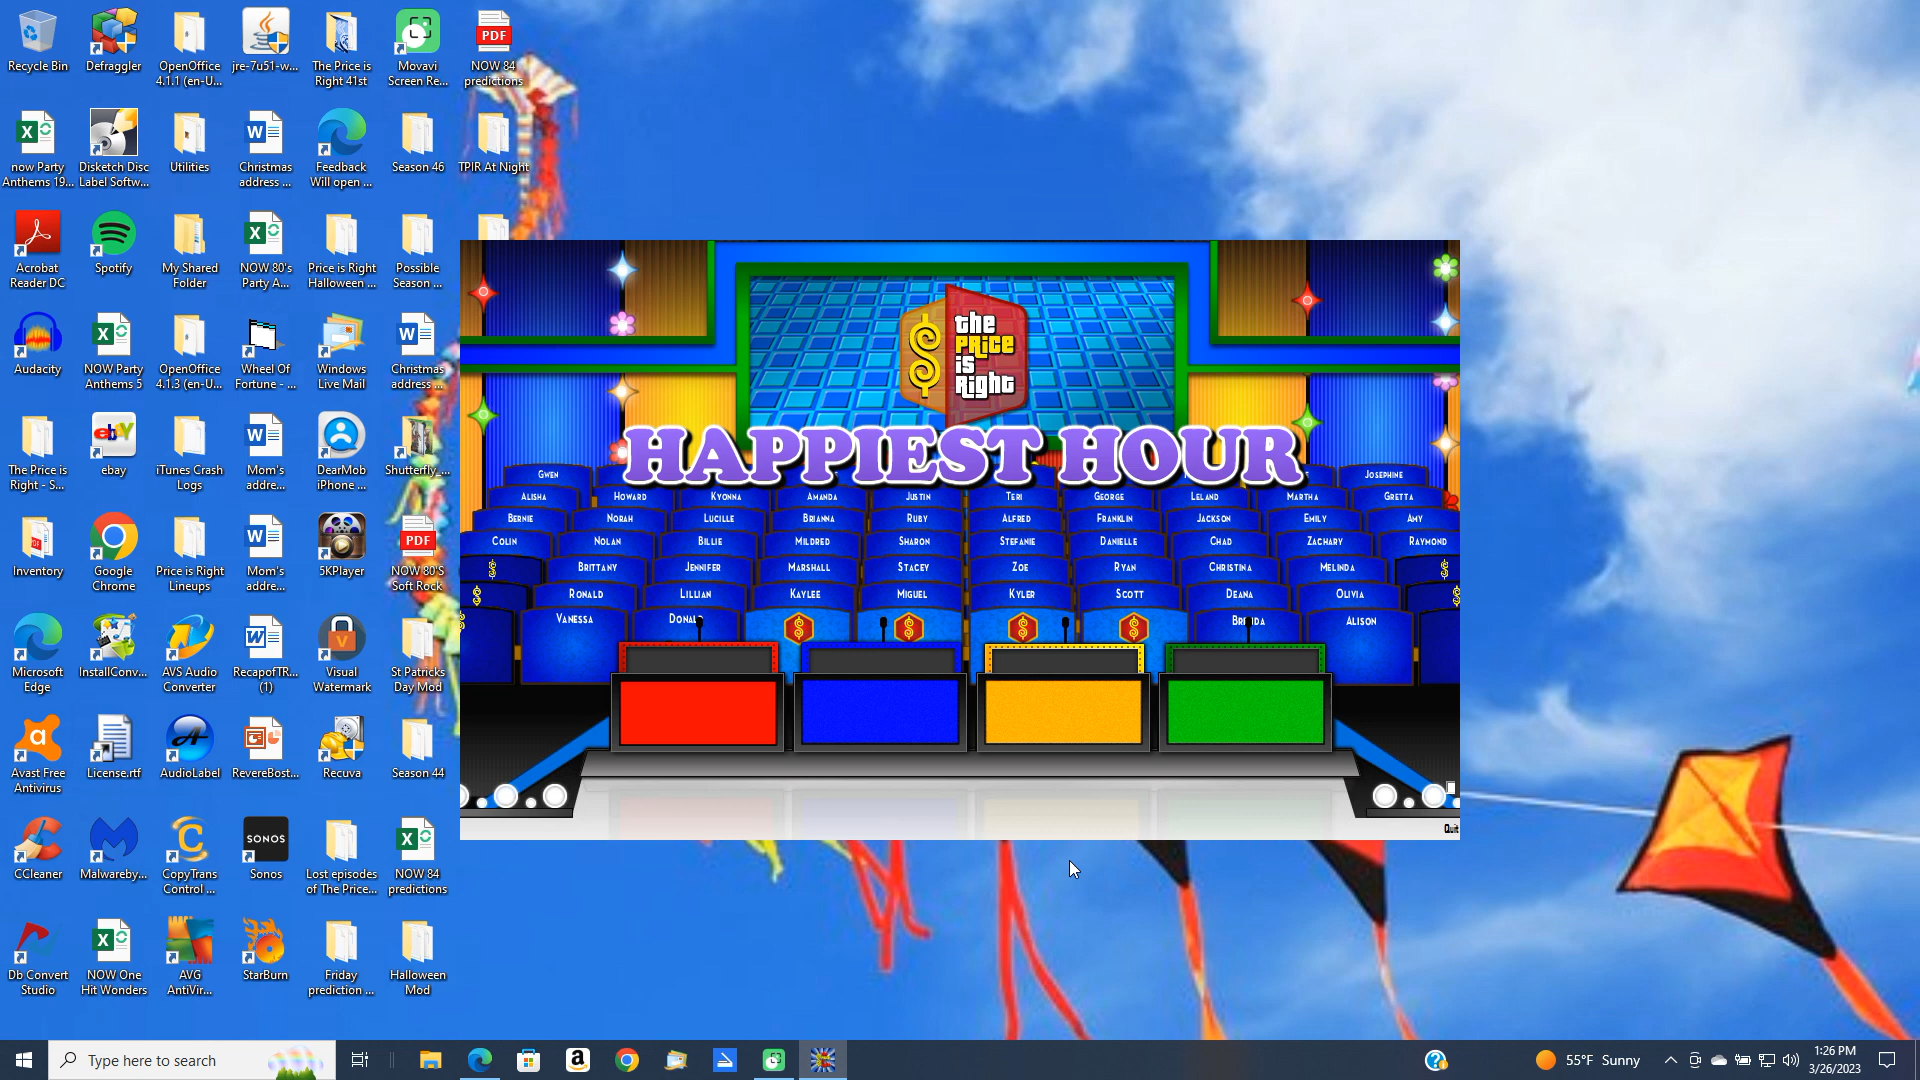 Recycle Bin
Defraggler
OpenOffice
4.1.1 (en-U...
jre-7u51-w...
The Price is
Right 41st
Movavi
Screen Re...
PDF
NOW 84
predictions
now Party
Anthems 19...
Disketch Disc
Label Softw...
Utilities
Christmas
address ...
Feedback
Will open ...
Season 46
TPIR At Night
Acrobat
Reader DC
Spotify
My Shared
Folder
NOW 80's
Party A...
Price is Right
Halloween ...
Possible
Season ...
Audacity
NOW Party
Anthems 5
OpenOffice
4.1.3 (en-U...
Wheel Of
Fortune - ...
Windows
Live Mail
Christmas
address ...
The Price is
Right - S...
ebay
ebay
iTunes Crash
Logs
Mom's
addre...
DearMob
iPhone ...
Shutterfly_...
Inventory
Google
Chrome
Price is Right
Lineups
Mom's
addre...
5KPlayer
PDF
NOW 80'S
Soft Rock
Microsoft
Edge
InstallConv...
AVS Audio
Converter
RecapofTR...
(1)
Visual
Watermark
St Patricks
Day Mod
Avast Free
Antivirus
License.rtf
AudioLabel
RevereBost...
Recuva
Season 44
CCleaner
Malwareby...
CopyTrans
Control ...
SONOS
Sonos
Lost episodes
of The Price...
NOW 84
predictions
Db Convert
Studio
NOW One
Hit Wonders
AVG
AntiVir...
StarBurn
Friday
prediction ...
Halloween
Mod
the
PRICE
is
Right
HAPPIEST HOUR
GWEN JOSEPHINE
ALISHA HOWARD KYONNA AMANDA JUSTIN TERI GEORGE LELAND MARTHA GRETTA
BERNIE NORAH LUCILLE BRIANNA RUBY ALFRED FRANKLIN JACKSON EMILY AMY
COLIN NOLAN BILLIE MILDRED SHARON STEFANIE DANIELLE CHAD ZACHARY RAYMOND
BRITTANY JENNIFER MARSHALL STACEY ZOE RYAN CHRISTINA MELINDA
RONALD LILLIAN KAYLEE MIGUEL KYLER SCOTT DEANA OLIVIA
VANESSA DONALD BRENDA ALISON
Quit
Type here to search
55°F Sunny
1:26 PM
3/26/2023